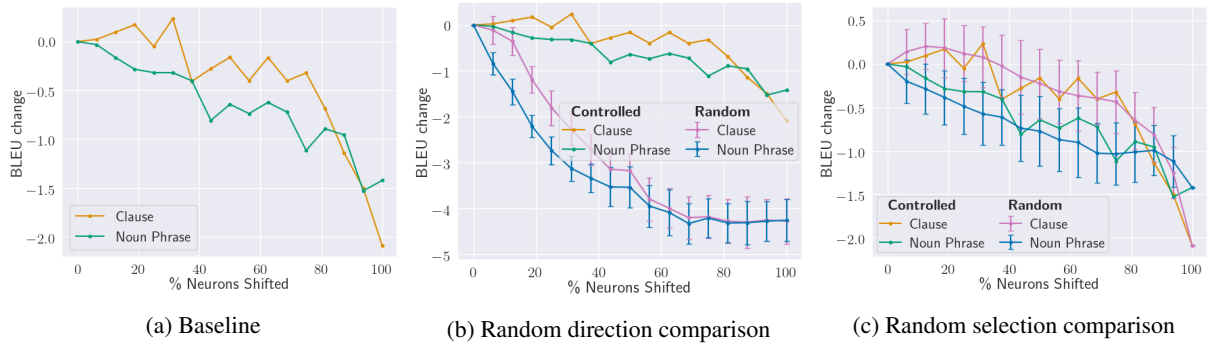 BLEU change
0.0
−0.5
−1.0
−1.5
−2.0
Clause
Noun Phrase
0 20 40 60 80 100
% Neurons Shifted
(a) Baseline
BLEU change
0
−1
−2
−3
−4
−5
Controlled Random
Clause Clause
Noun Phrase Noun Phrase
0 20 40 60 80 100
% Neurons Shifted
(b) Random direction comparison
BLEU change
0.5
0.0
−0.5
−1.0
−1.5
−2.0
Controlled Random
Clause Clause
Noun Phrase Noun Phrase
0 20 40 60 80 100
% Neurons Shifted
(c) Random selection comparison